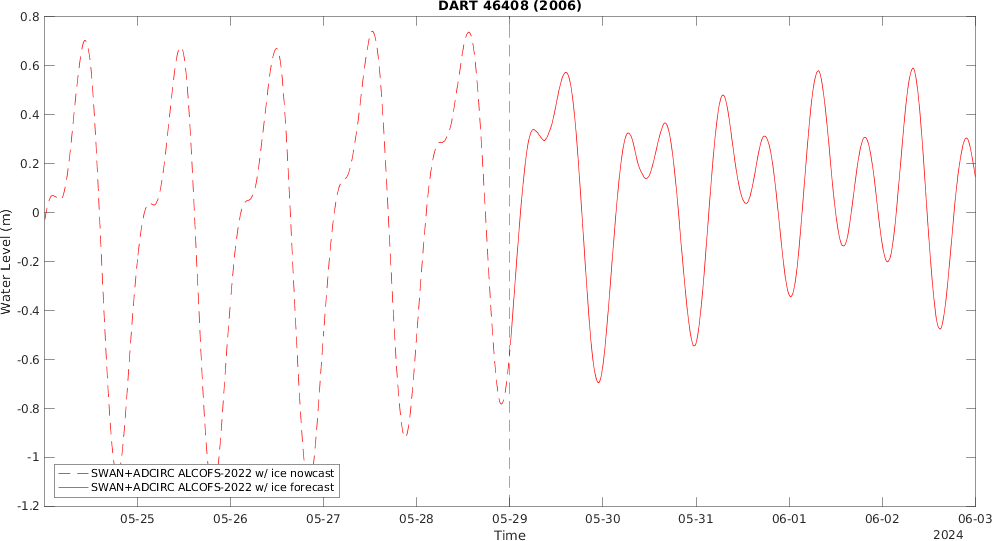 DART 46408 (2006)
0.8
0.6
0.4
0.2
0
-0.2
-0.4
-0.6
-0.8
-1
-1.2
Water Level (m)
SWAN+ADCIRC ALCOFS-2022 w/ ice nowcast
SWAN+ADCIRC ALCOFS-2022 w/ ice forecast
05-25 05-26 05-27 05-28 05-29 05-30 05-31 06-01 06-02 06-03
Time
2024